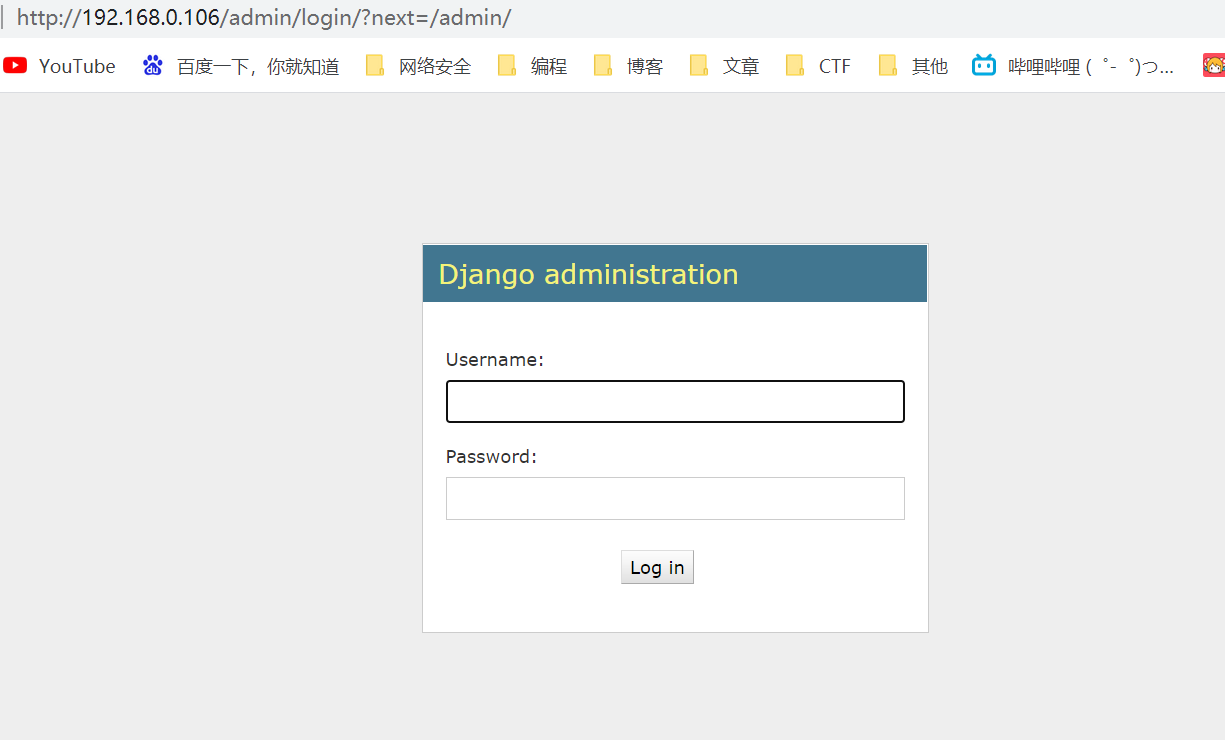 http://192.168.0.106/admin/login/?next=/admin/
YouTube 百度一下，你就知道 网络安全 编程 博客 文章 CTF 其他 哔哩哔哩 (゜-゜)つ...
Django administration
Username:
Password:
Log in